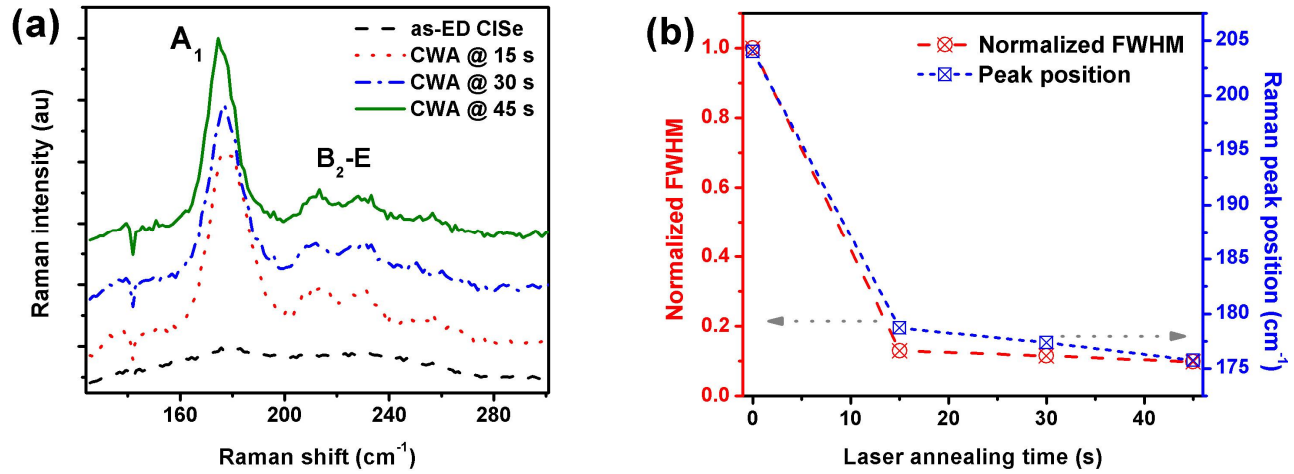 (a)
A₁
B₂-E
as-ED CISe
CWA @ 15 s
CWA @ 30 s
CWA @ 45 s
Raman intensity (au)
160 200 240 280
Raman shift (cm⁻¹)
(b)
Normalized FWHM
Peak position
Normalized FWHM
1.0
0.8
0.6
0.4
0.2
0.0
Raman peak position (cm⁻¹)
205
204
200
195
190
185
180
175
170
0 10 20 30 40
Laser annealing time (s)